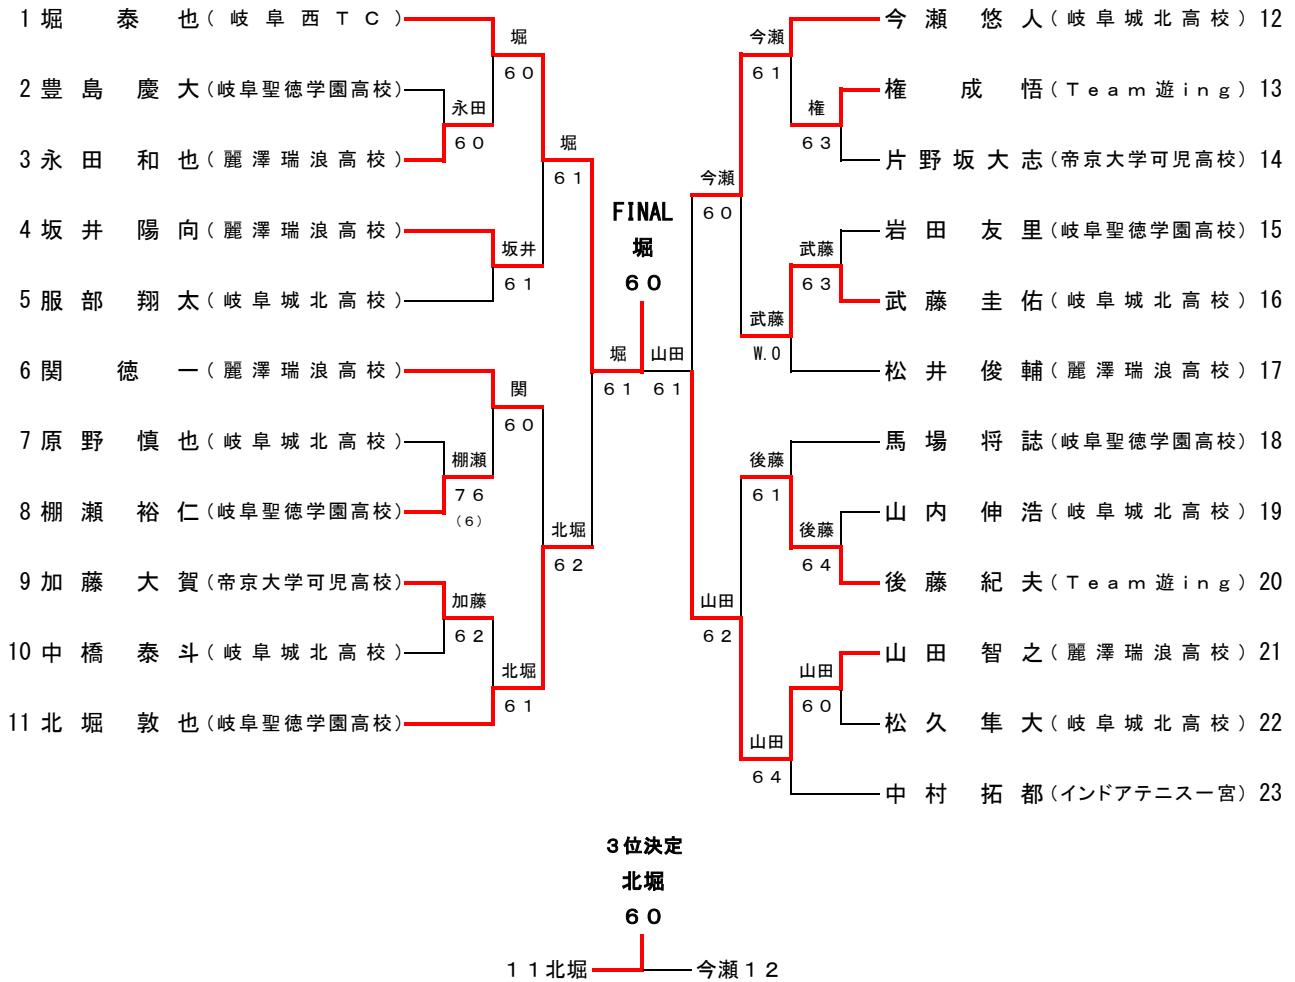 1 堀 泰 也 ( 岐 阜 西 T C )
2 豊 島 慶 大 (岐阜聖徳学園高校)
3 永 田 和 也 ( 麗 澤 瑞 浪 高 校 )
4 坂 井 陽 向 ( 麗 澤 瑞 浪 高 校 )
5 服 部 翔 太 ( 岐 阜 城 北 高 校 )
6 関 徳 一 ( 麗 澤 瑞 浪 高 校 )
7 原 野 慎 也 ( 岐 阜 城 北 高 校 )
8 棚 瀬 裕 仁 (岐阜聖徳学園高校)
9 加 藤 大 賀 (帝京大学可児高校)
10 中 橋 泰 斗 ( 岐 阜 城 北 高 校 )
11 北 堀 敦 也 (岐阜聖徳学園高校)
永田
60
棚瀬
76
(6)
加藤
62
堀
60
坂井
61
関
60
北堀
61
堀
61
北堀
62
堀
61
FINAL
堀
60
山田
61
今瀬
60
山田
62
今瀬
61
武藤
W.O
後藤
61
山田
64
権
63
武藤
63
後藤
64
山田
60
今 瀬 悠 人 ( 岐 阜 城 北 高 校 ) 12
権 成 悟 ( T e a m 遊 i n g ) 13
片 野 坂 大 志 (帝京大学可児高校) 14
岩 田 友 里 (岐阜聖徳学園高校) 15
武 藤 圭 佑 ( 岐 阜 城 北 高 校 ) 16
松 井 俊 輔 ( 麗 澤 瑞 浪 高 校 ) 17
馬 場 将 誌 (岐阜聖徳学園高校) 18
山 内 伸 浩 ( 岐 阜 城 北 高 校 ) 19
後 藤 紀 夫 ( T e a m 遊 i n g ) 20
山 田 智 之 ( 麗 澤 瑞 浪 高 校 ) 21
松 久 隼 大 ( 岐 阜 城 北 高 校 ) 22
中 村 拓 都 (インドアテニス一宮) 23
3位決定
北堀
60
11北堀
今瀬12